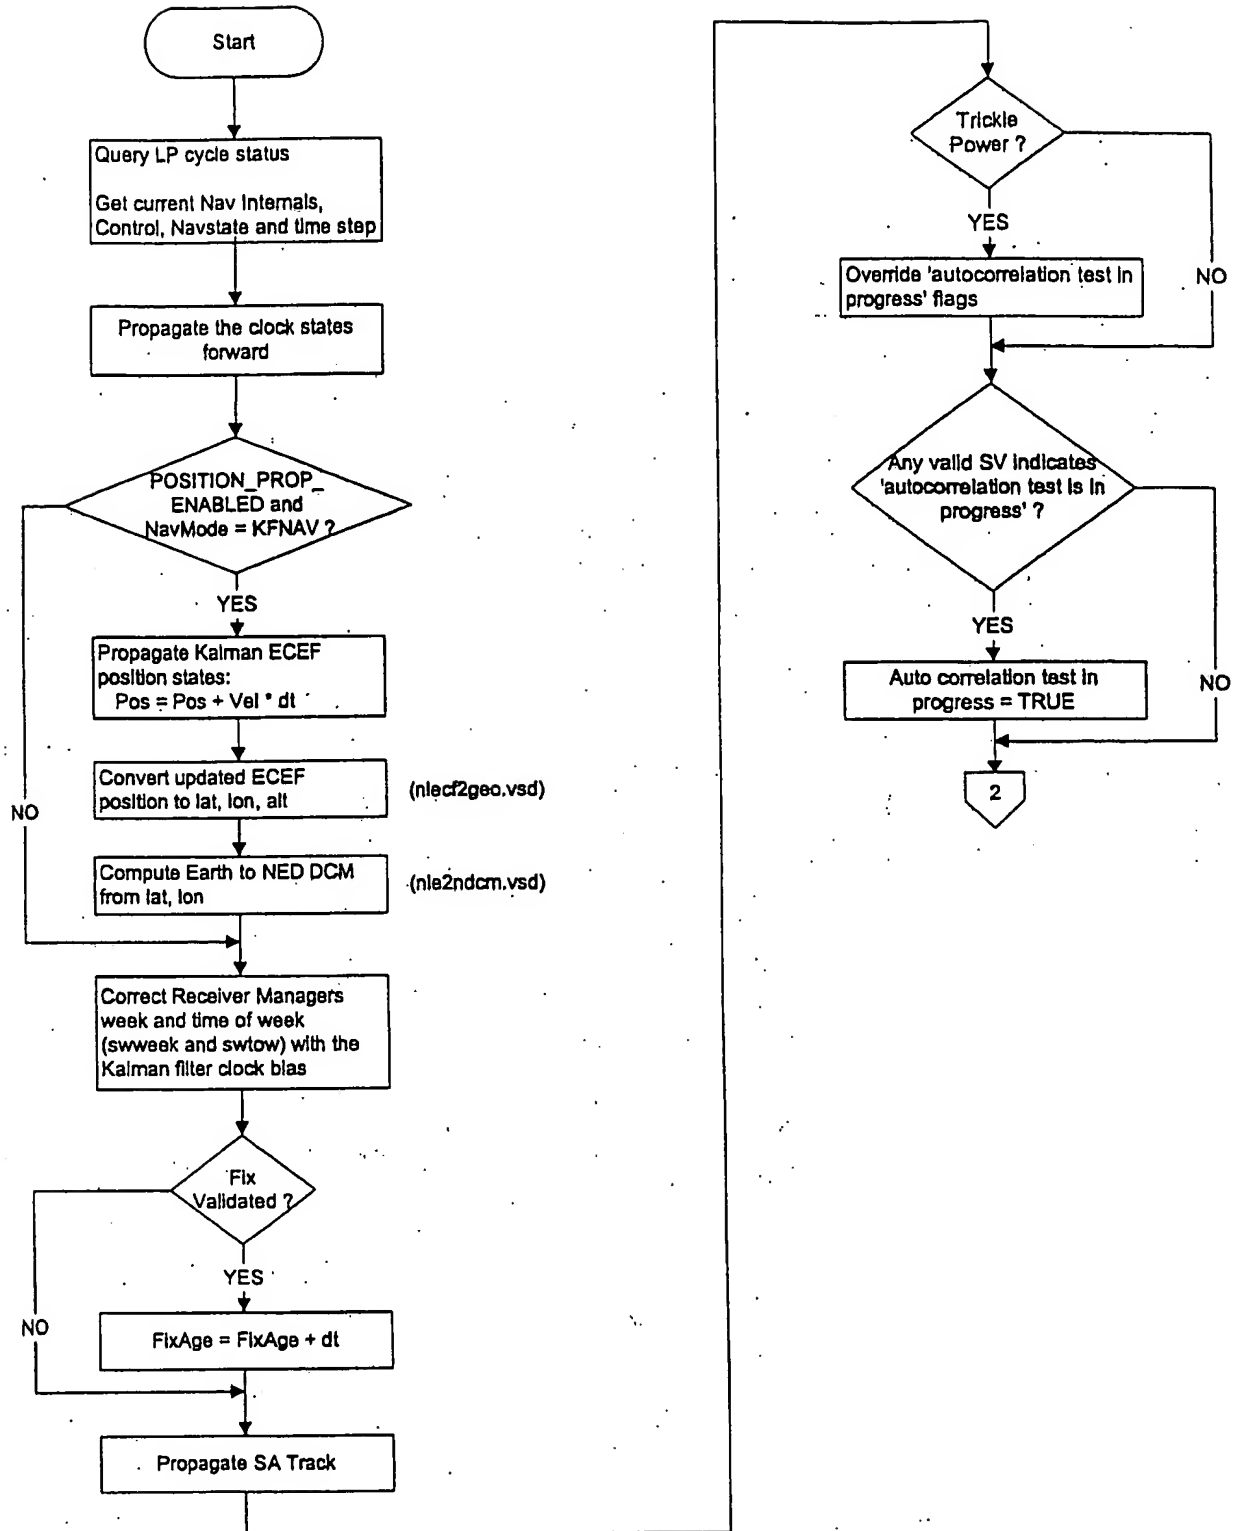 Start
Query LP cycle status
Get current Nav Internals,
Control, Navstate and time step
Propagate the clock states
forward
POSITION_PROP_
ENABLED and
NavMode = KFNAV ?
YES
NO
Propagate Kalman ECEF
position states:
Pos = Pos + Vel * dt
Convert updated ECEF
position to lat, lon, alt
(nlecf2geo.vsd)
Compute Earth to NED DCM
from lat, lon
(nle2ndcm.vsd)
Correct Receiver Managers
week and time of week
(swweek and swtow) with the
Kalman filter clock bias
Fix
Validated ?
YES
NO
FixAge = FixAge + dt
Propagate SA Track
Trickle
Power ?
YES
NO
Override 'autocorrelation test in
progress' flags
Any valid SV indicates
'autocorrelation test is in
progress' ?
YES
NO
Auto correlation test in
progress = TRUE
2